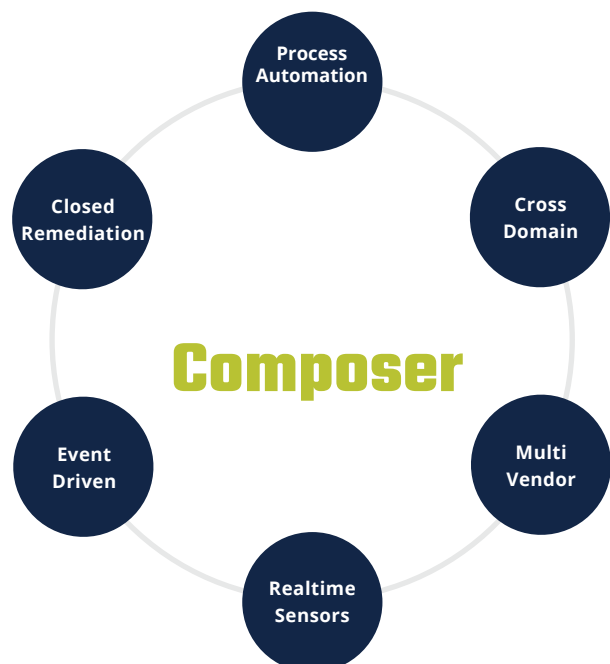 Process
Automation
Cross
Domain
Multi
Vendor
Realtime
Sensors
Event
Driven
Closed
Remediation
Composer